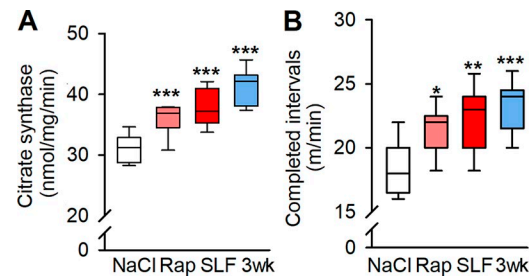 A
Citrate synthase
(nmol/mg/min)
50
40
30
20
0
***
***
***
NaCl Rap SLF 3wk
B
Completed intervals
(m/min)
30
25
20
15
0
*
**
***
NaCl Rap SLF 3wk